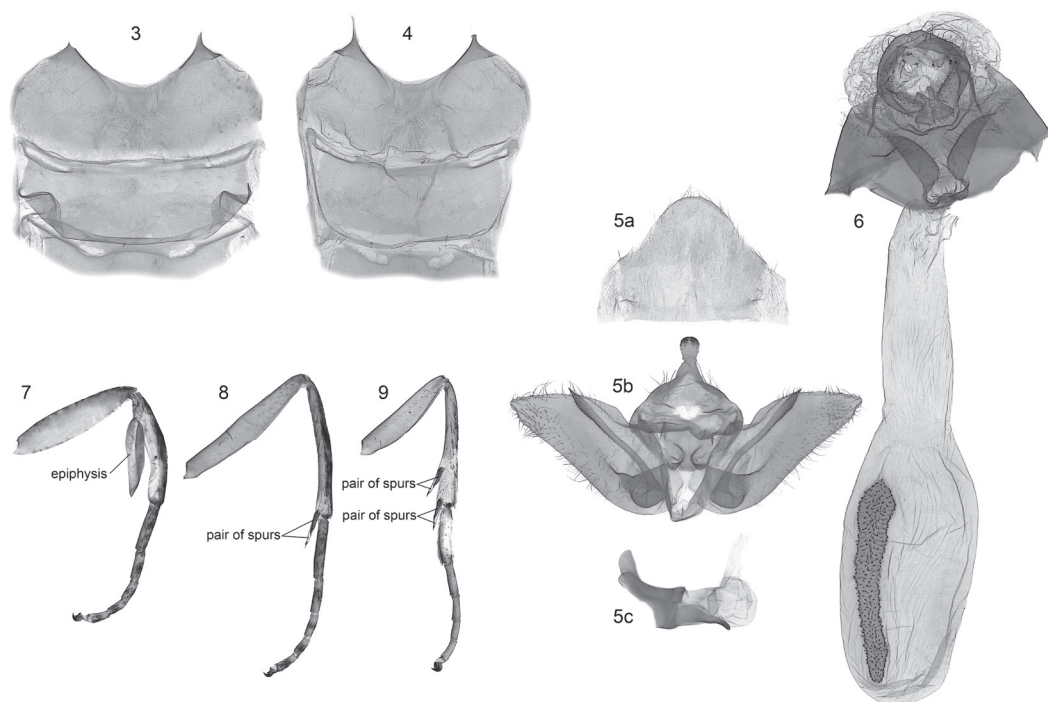 3
4
5a
6
5b
7
8
9
epiphysis
pair of spurs
pair of spurs
pair of spurs
5c